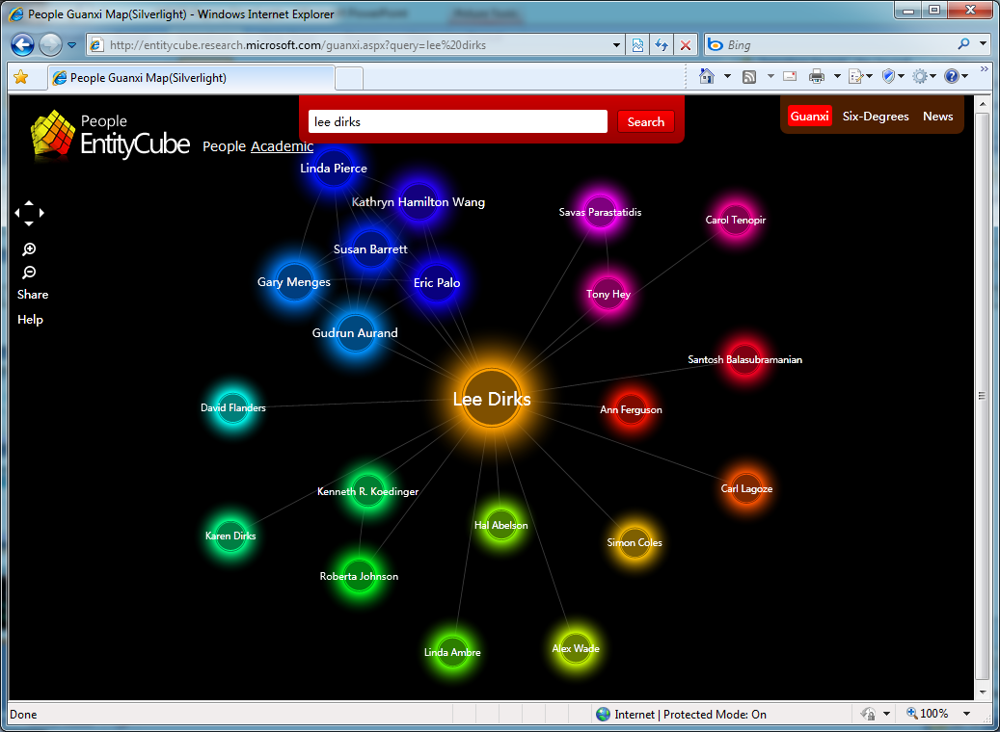 People Guanxi Map(Silverlight) - Windows Internet Explorer
http://entitycube.research.microsoft.com/guanxi.aspx?query=lee%20dirks
Bing
People Guanxi Map(Silverlight)
lee dirks
Search
Guanxi Six-Degrees News
People
EntityCube
People Academic
Linda Pierce
Kathryn Hamilton Wang
Savas Parastatidis
Carol Tenopir
Susan Barrett
Gary Menges
Eric Palo
Share
Tony Hey
Help
Gudrun Aurand
Santosh Balasubramanian
Lee Dirks
David Flanders
Ann Ferguson
Kenneth R. Koedinger
Carl Lagoze
Hal Abelson
Karen Dirks
Simon Coles
Roberta Johnson
Linda Ambre
Alex Wade
Done
Internet | Protected Mode: On
100%